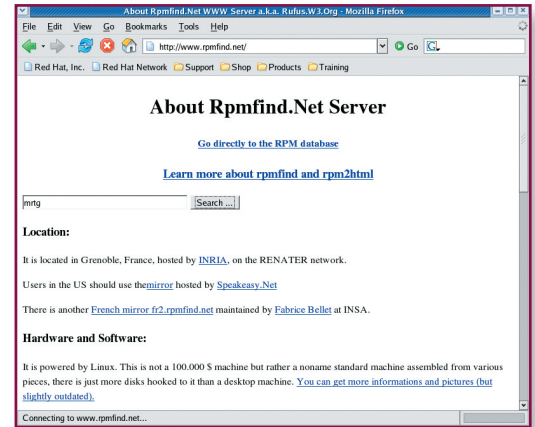 About Rpmfind.Net WWW Server a.k.a. Rufus.W3.Org - Mozilla Firefox
File Edit View Go Bookmarks Tools Help
http://www.rpmfind.net/ Go G
Red Hat, Inc. Red Hat Network Support Shop Products Training
About Rpmfind.Net Server
Go directly to the RPM database
Learn more about rpmfind and rpm2html
mrtg Search ...
Location:
It is located in Grenoble, France, hosted by INRIA, on the RENATER network.
Users in the US should use themirror hosted by Speakeasy.Net
There is another French mirror fr2.rpmfind.net maintained by Fabrice Bellet at INSA.
Hardware and Software:
It is powered by Linux. This is not a 100.000 $ machine but rather a noname standard machine assembled from various
pieces, there is just more disks hooked to it than a desktop machine. You can get more informations and pictures (but
slightly outdated).
Connecting to www.rpmfind.net...